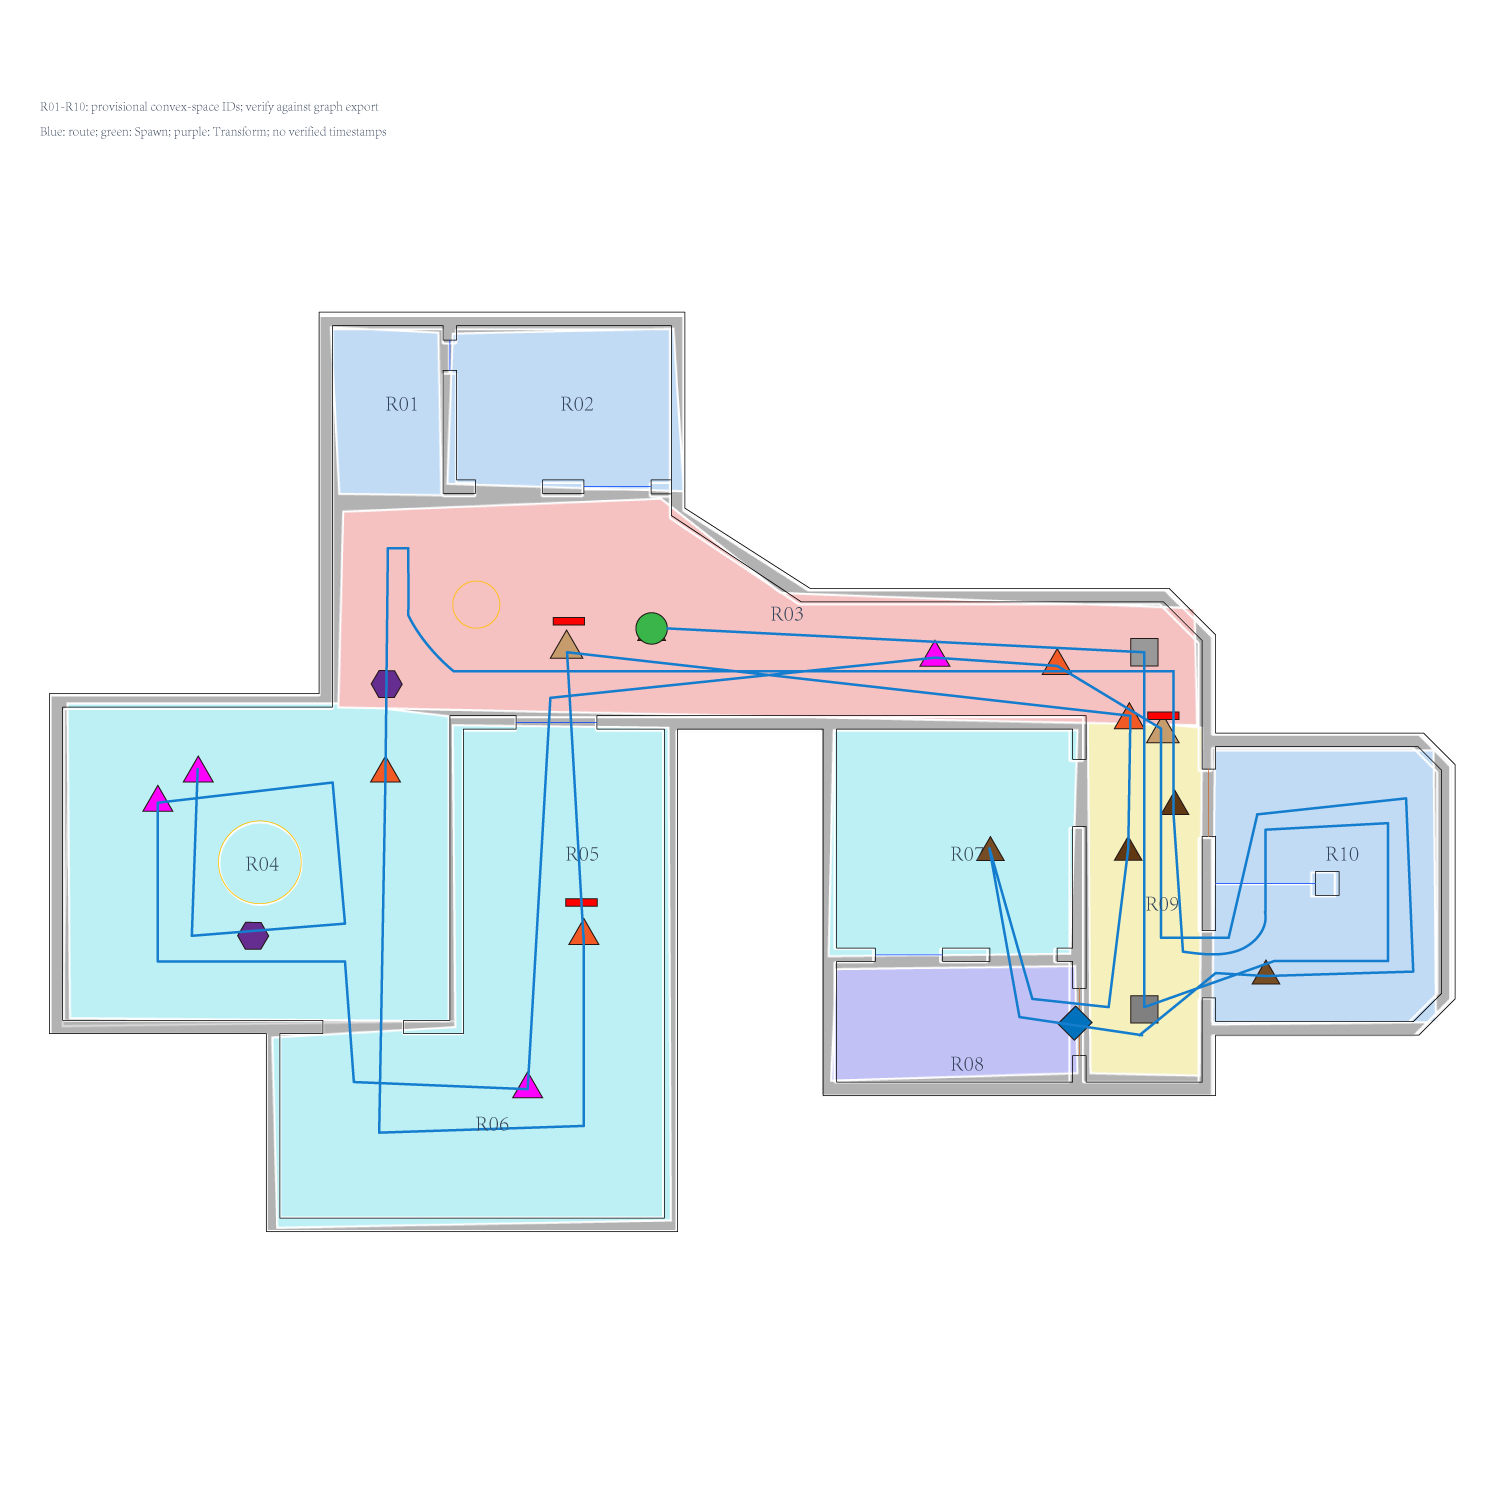 R01-R10: provisional convex-space IDs; verify against graph export
Blue: route; green: Spawn; purple: Transform; no verified timestamps
R01
R02
R03
R04
R05
R07
R10
R09
R08
R06